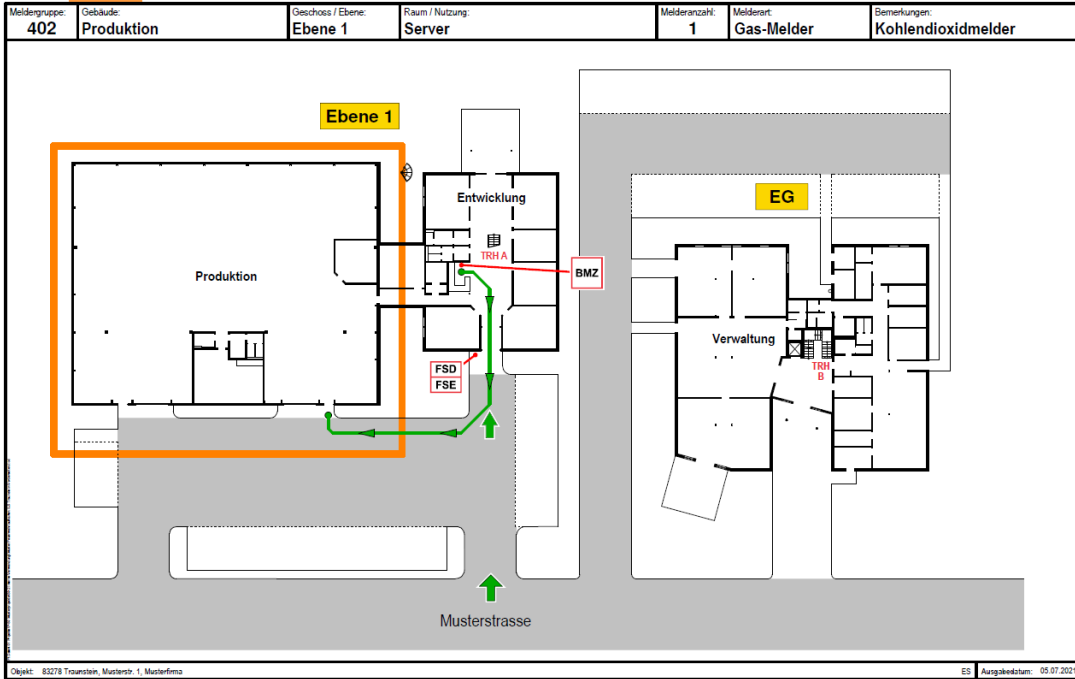 Meldergruppe: Gebäude: Geschoss / Ebene: Raum / Nutzung: Melderanzahl: Melderart: Bemerkungen:
402 Produktion Ebene 1 Server 1 Gas-Melder Kohlendioxidmelder
Ebene 1
Entwicklung
EG
TRH A
BMZ
Produktion
Verwaltung
FSD
FSE
TRH
B
Musterstrasse
Objekt: 83278 Traunstein, Musterstr. 1, Musterfirma ES Ausgabedatum: 05.07.2021